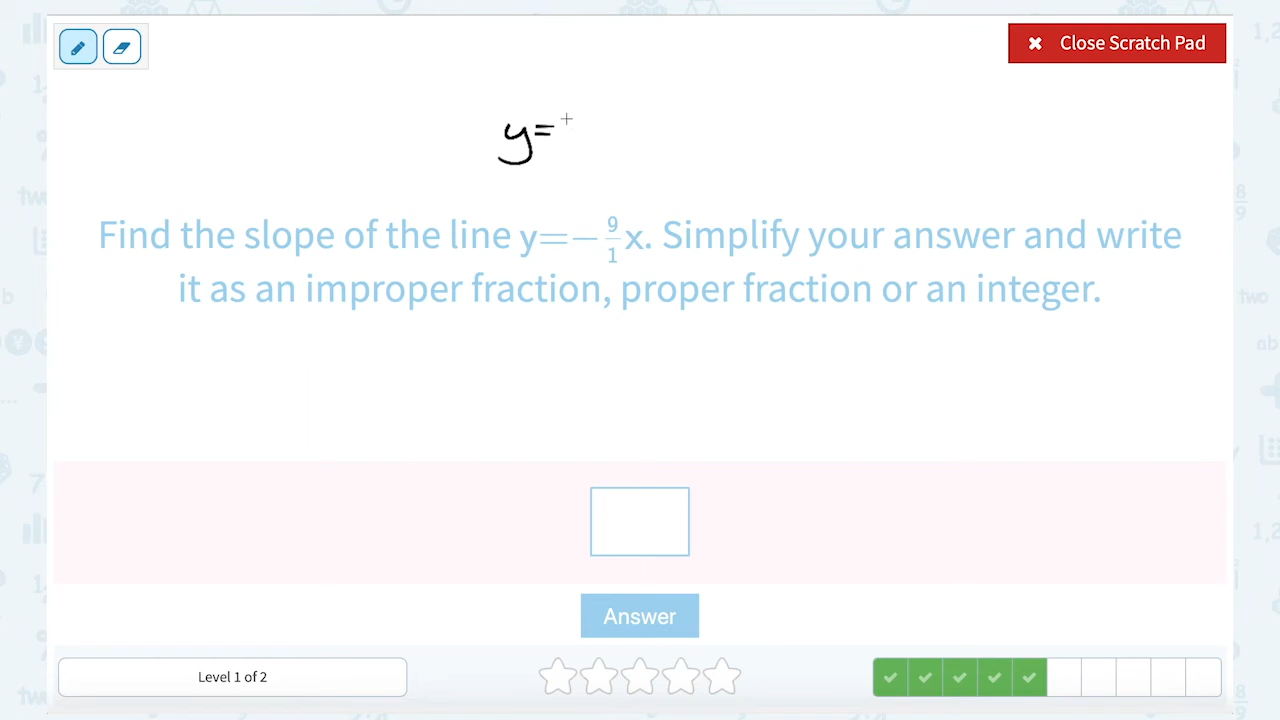 Close Scratch Pad
y=
Find the slope of the line y=−9/1x. Simplify your answer and write
it as an improper fraction, proper fraction or an integer.
Answer
Level 1 of 2